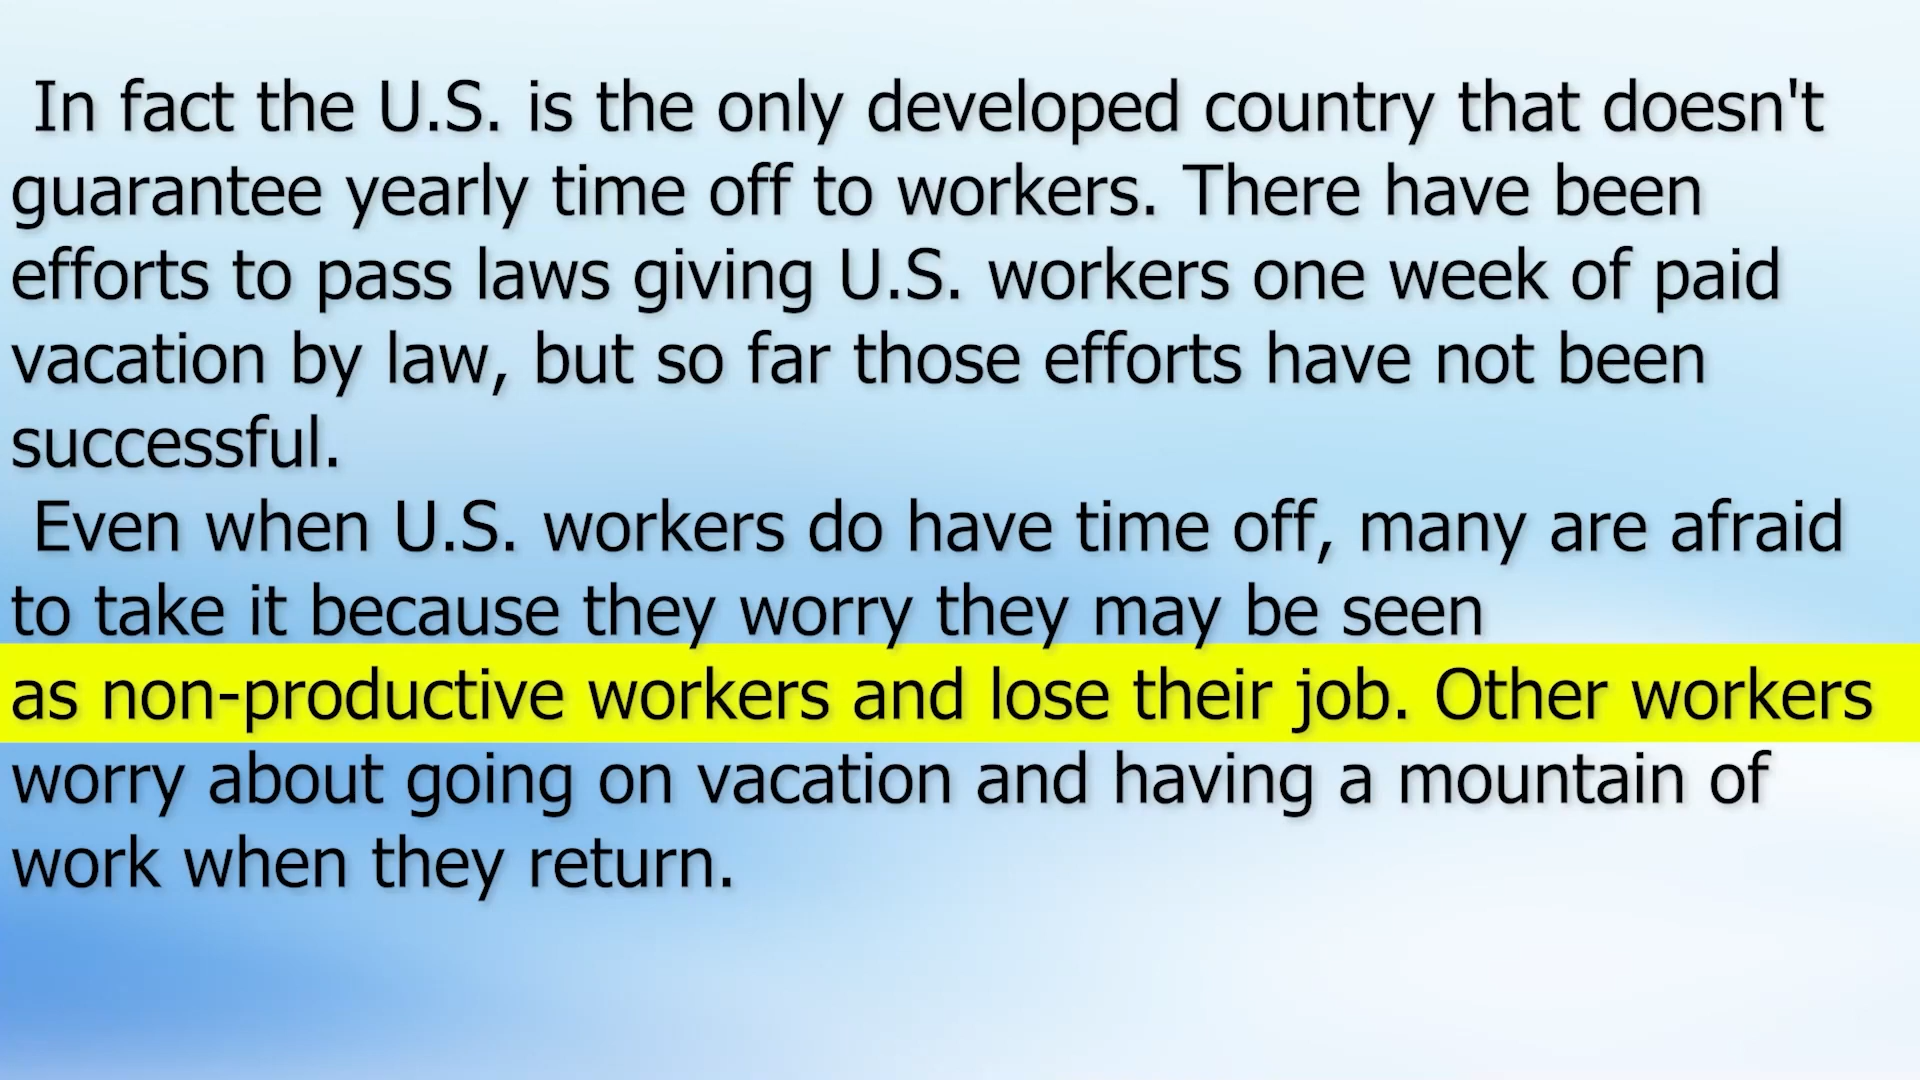 In fact the U.S. is the only developed country that doesn't
guarantee yearly time off to workers. There have been
efforts to pass laws giving U.S. workers one week of paid
vacation by law, but so far those efforts have not been
successful.
Even when U.S. workers do have time off, many are afraid
to take it because they worry they may be seen
as non-productive workers and lose their job. Other workers
worry about going on vacation and having a mountain of
work when they return.